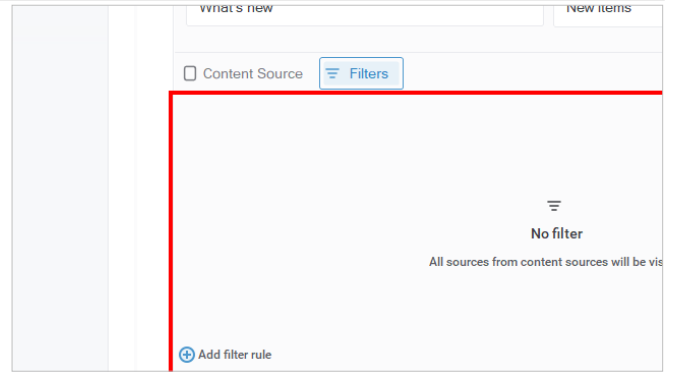 What's new
New items
Content Source
Filters
No filter
All sources from content sources will be
Add filter rule